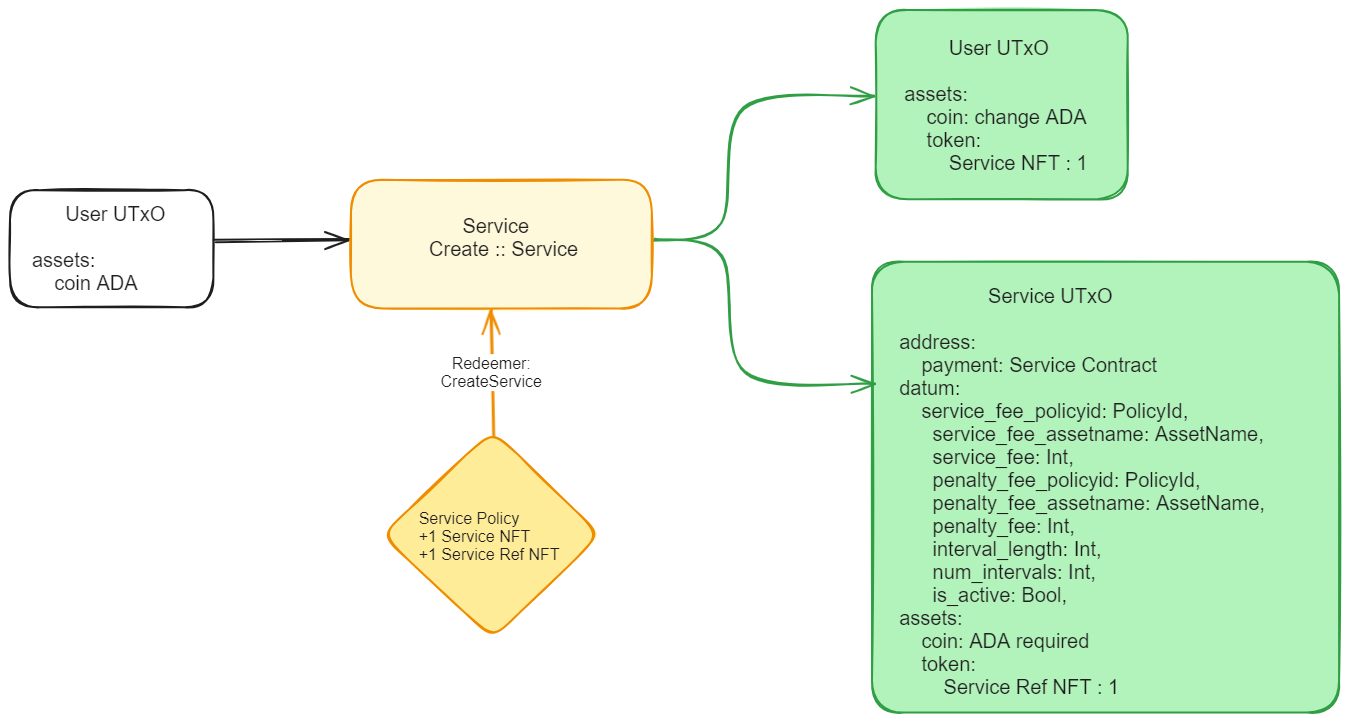 User UTxO
assets:
coin ADA
Service
Create :: Service
Redeemer:
CreateService
Service Policy
+1 Service NFT
+1 Service Ref NFT
User UTxO
assets:
coin: change ADA
token:
Service NFT : 1
Service UTxO
address:
payment: Service Contract
datum:
service_fee_policyid: PolicyId,
service_fee_assetname: AssetName,
service_fee: Int,
penalty_fee_policyid: PolicyId,
penalty_fee_assetname: AssetName,
penalty_fee: Int,
interval_length: Int,
num_intervals: Int,
is_active: Bool,
assets:
coin: ADA required
token:
Service Ref NFT : 1